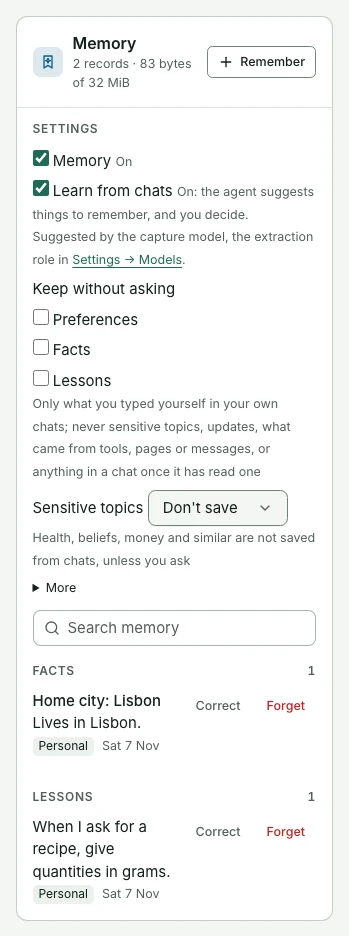 Memory
2 records · 83 bytes
of 32 MiB
+ Remember
SETTINGS
Memory On
Learn from chats On: the agent suggests
things to remember, and you decide.
Suggested by the capture model, the extraction
role in Settings → Models.
Keep without asking
Preferences
Facts
Lessons
Only what you typed yourself in your own
chats; never sensitive topics, updates, what
came from tools, pages or messages, or
anything in a chat once it has read one
Sensitive topics Don't save
Health, beliefs, money and similar are not saved
from chats, unless you ask
More
Search memory
FACTS 1
Home city: Lisbon Correct Forget
Lives in Lisbon.
Personal Sat 7 Nov
LESSONS 1
When I ask for a Correct Forget
recipe, give
quantities in grams.
Personal Sat 7 Nov